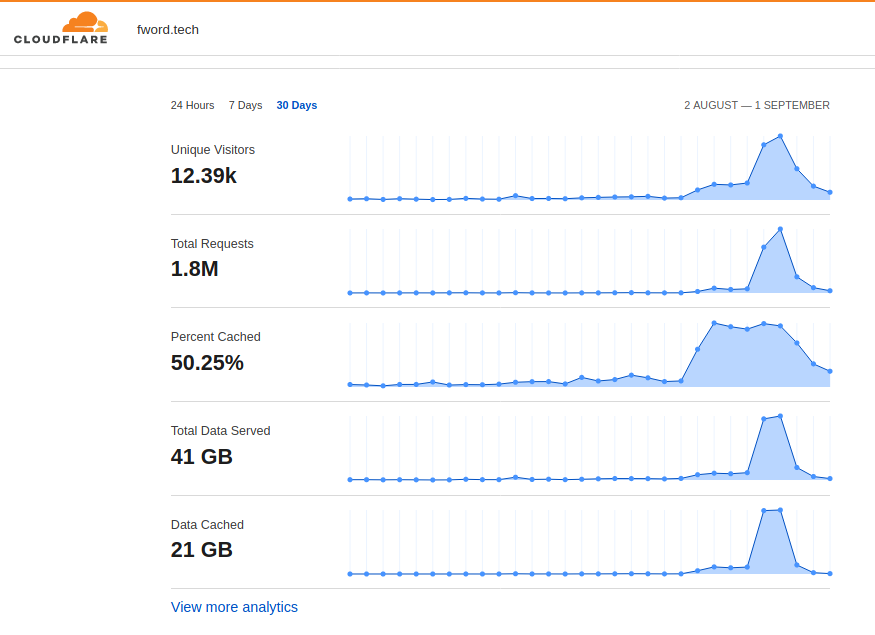 CLOUDFLARE
fword.tech
24 Hours 7 Days 30 Days
2 AUGUST — 1 SEPTEMBER
Unique Visitors
12.39k
Total Requests
1.8M
Percent Cached
50.25%
Total Data Served
41 GB
Data Cached
21 GB
View more analytics